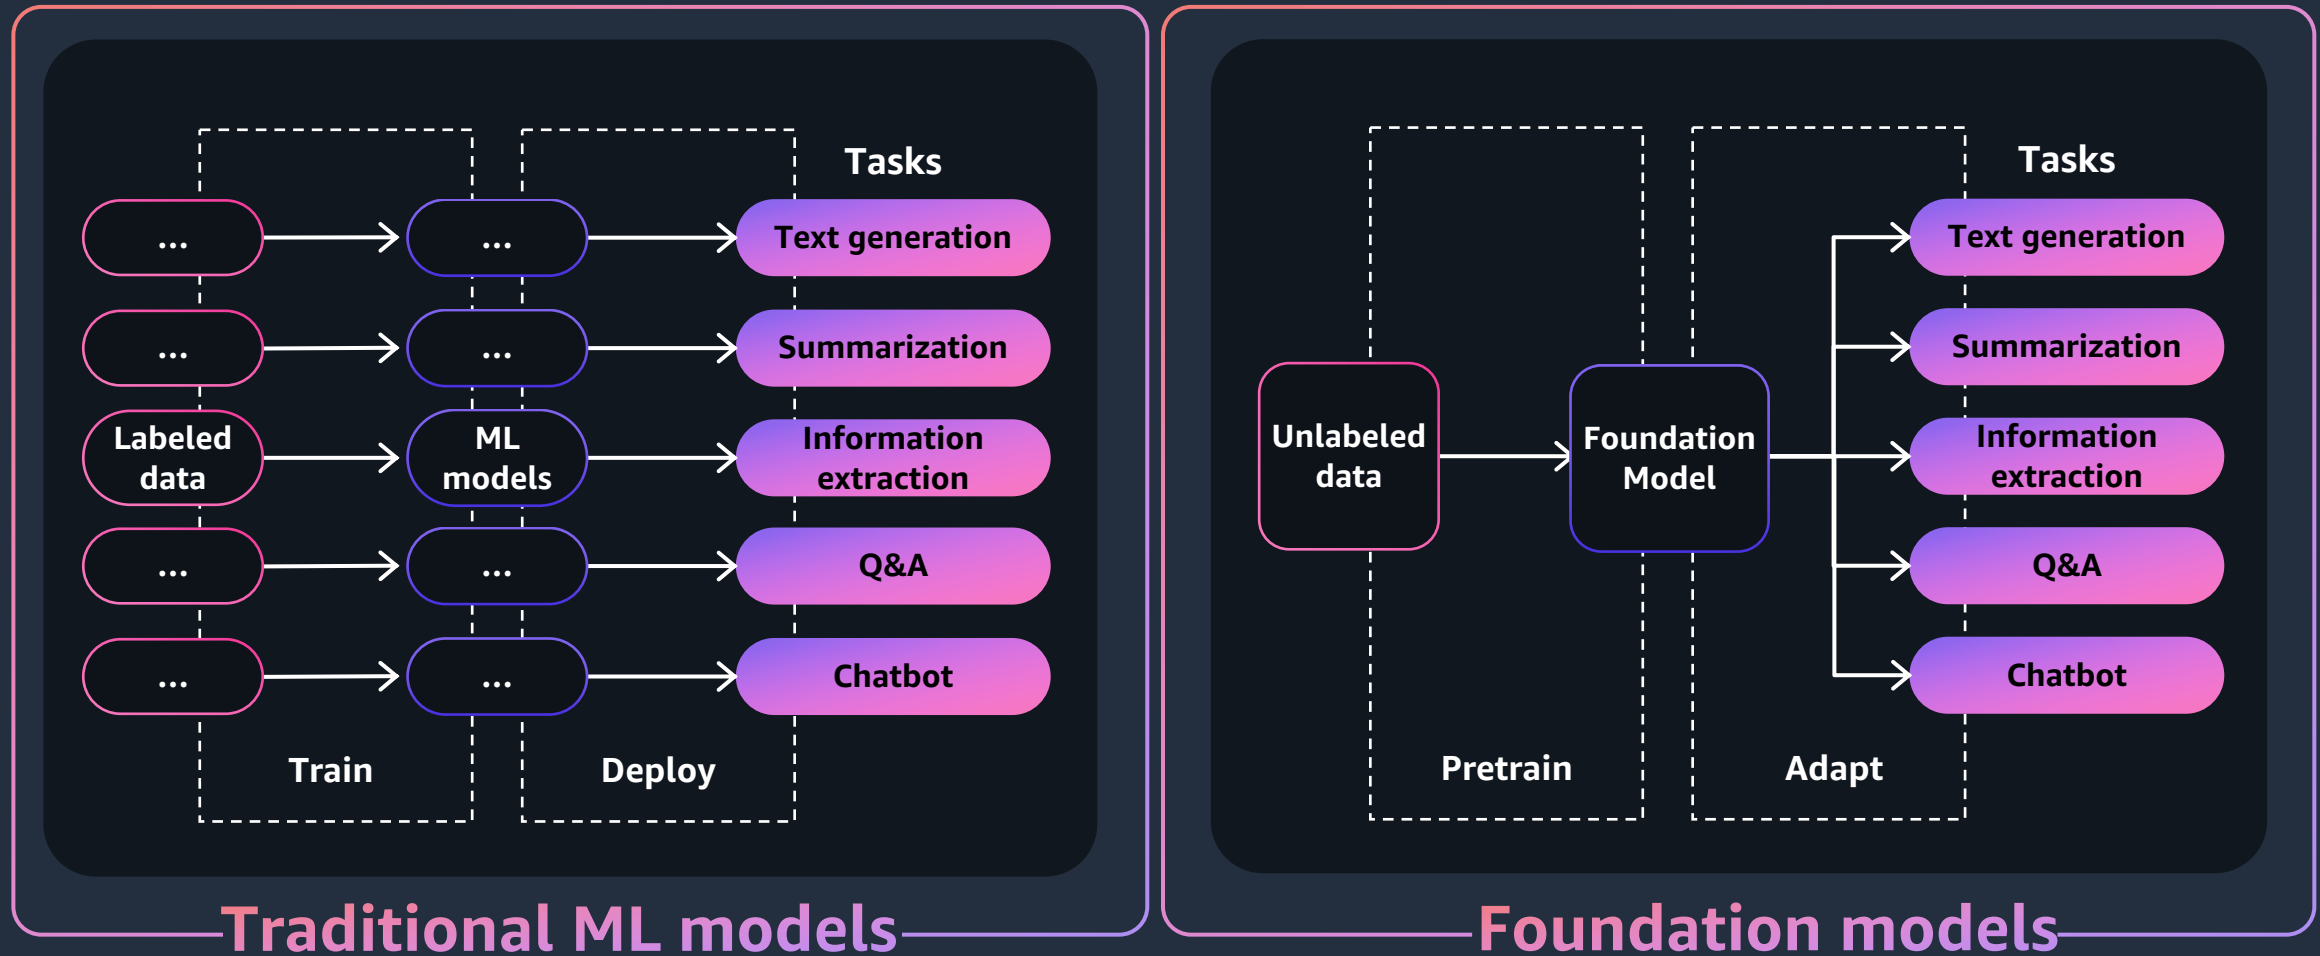 Tasks
... ... Text generation
... ... Summarization
Labeled
data
ML
models
Information
extraction
... ... Q&A
... ... Chatbot
Train
Deploy
Traditional ML models
Tasks
Text generation
Summarization
Unlabeled
data
Foundation
Model
Information
extraction
Q&A
Chatbot
Pretrain
Adapt
Foundation models